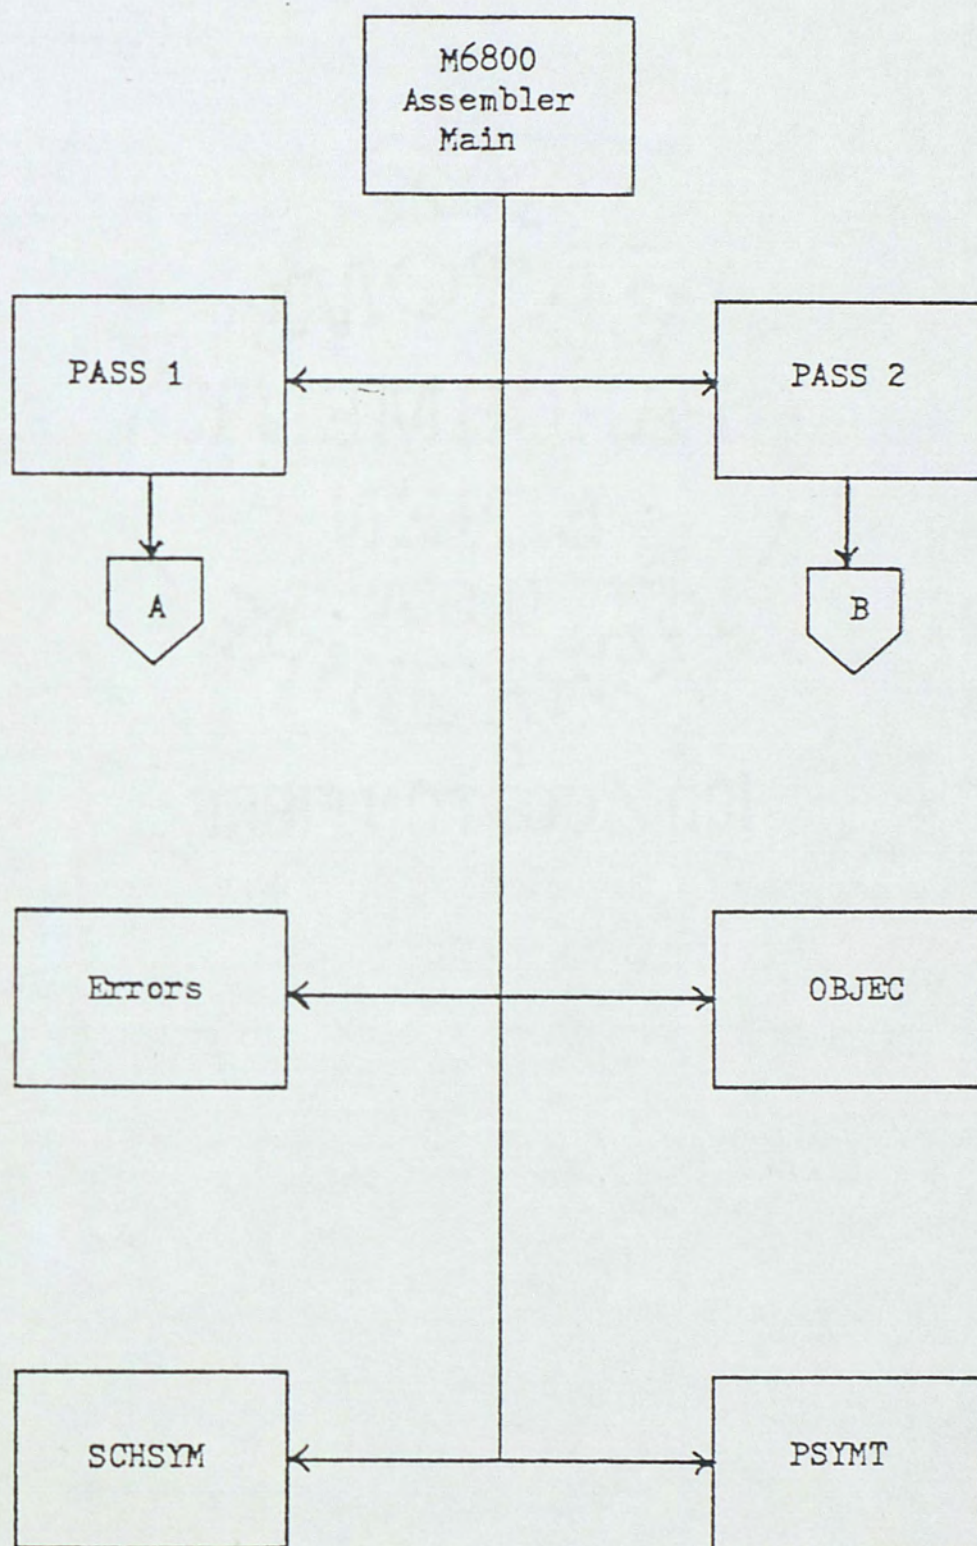 M6800
Assembler
Main
PASS 1
PASS 2
A
B
Errors
OBJEC
SCHSYM
PSYMT